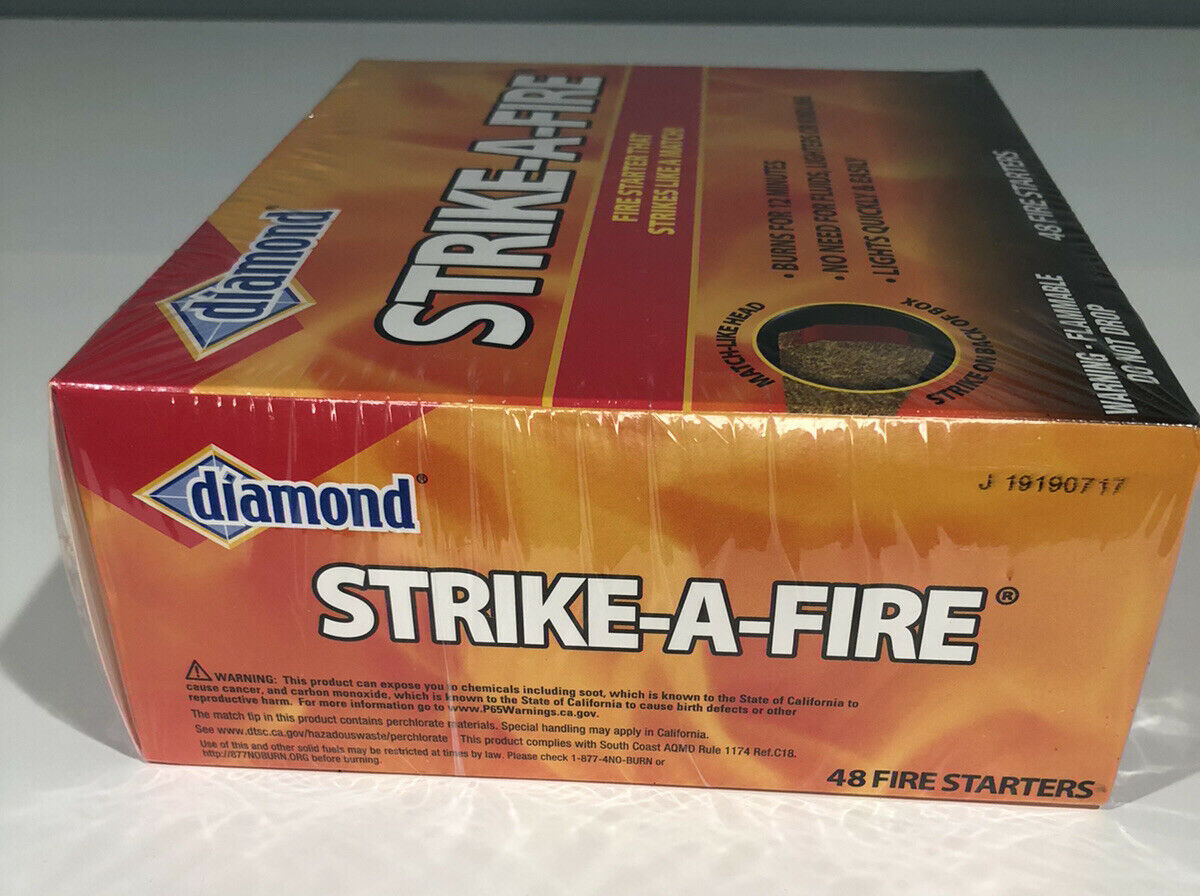 diamond
STRIKE-A-FIRE
FIRE STARTER THAT
STRIKES LIKE A MATCH!
• BURNS FOR 12 MINUTES
• NO NEED FOR FLUIDS, LIGHTERS OR KINDLING
• LIGHTS QUICKLY & EASILY
MATCH-LIKE HEAD
STRIKE ON BACK OF BOX
WARNING - FLAMMABLE
DO NOT DROP
48 FIRE STARTERS
diamond®
J 19190717
STRIKE-A-FIRE®
WARNING: This product can expose you to chemicals including soot, which is known to the State of California to
cause cancer, and carbon monoxide, which is known to the State of California to cause birth defects or other
reproductive harm. For more information go to www.P65Warnings.ca.gov.
The match tip in this product contains perchlorate materials. Special handling may apply in California.
See www.dtsc.ca.gov/hazadouswaste/perchlorate This product complies with South Coast AQMD Rule 1174 Ref.C18.
Use of this and other solid fuels may be restricted at times by law. Please check 1-877-4NO-BURN or
http://877NOBURN.ORG before burning.
48 FIRE STARTERS